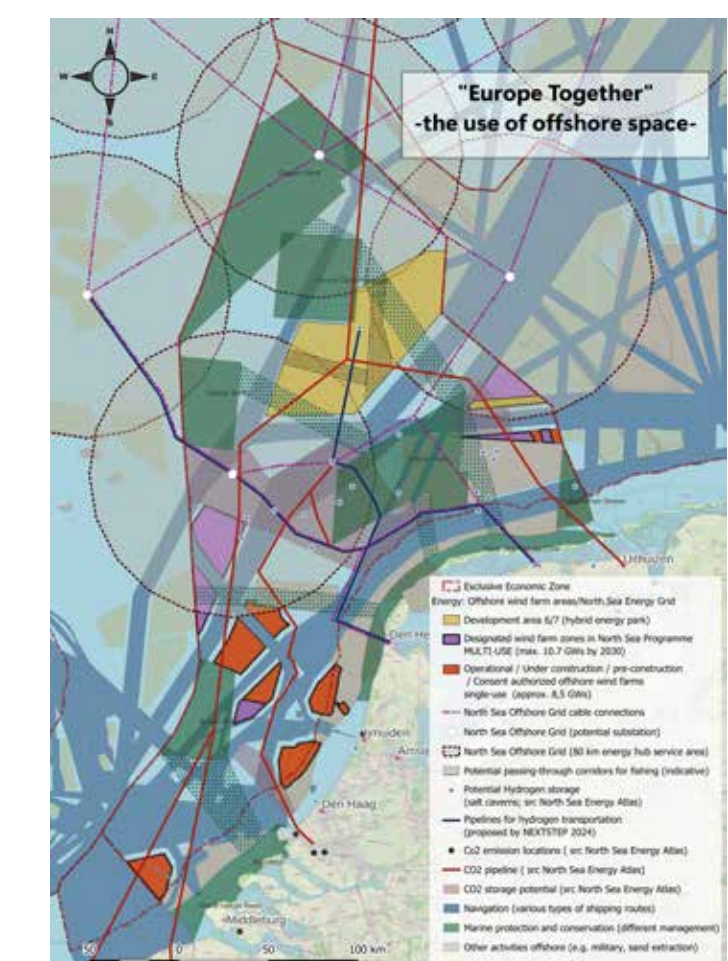 N
W
E
S
"Europe Together"
-the use of offshore space-
Uithuizen
Den He
IJmuiden
Amst
Den Haag
Middelburg
Exclusive Economic Zone
Energy: Offshore wind farm areas/North Sea Energy Grid
Development area 6/7 (hybrid energy park)
Designated wind farm zones in North Sea Programme
MULTI-USE (max. 10.7 GWs by 2030)
Operational / Under construction / pre-construction
/ Consent authorized offshore wind farms
single-use (approx. 8,5 GWs)
North Sea Offshore Grid cable connections
North Sea Offshore Grid (potential substation)
North Sea Offshore Grid (80 km energy hub service area)
Potential passing-through corridors for fishing (indicative)
Potential Hydrogen storage
(salt caverns; src North Sea Energy Atlas)
Pipelines for hydrogen transportation
(proposed by NEXTSTEP 2024)
Co2 emission locations ( src North Sea Energy Atlas)
CO2 pipeline ( src North Sea Energy Atlas)
CO2 storage potential (src North Sea Energy Atlas)
Navigation (various types of shipping routes)
Marine protection and conservation (different management)
Other activities offshore (e.g. military, sand extraction)
50 0 50 100 km